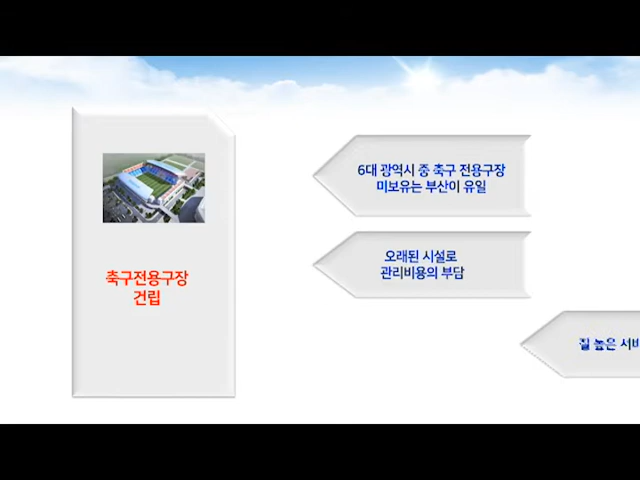 축구전용구장
건립
6대 광역시 중 축구 전용구장
미보유는 부산이 유일
오래된 시설로
관리비용의 부담
질 높은